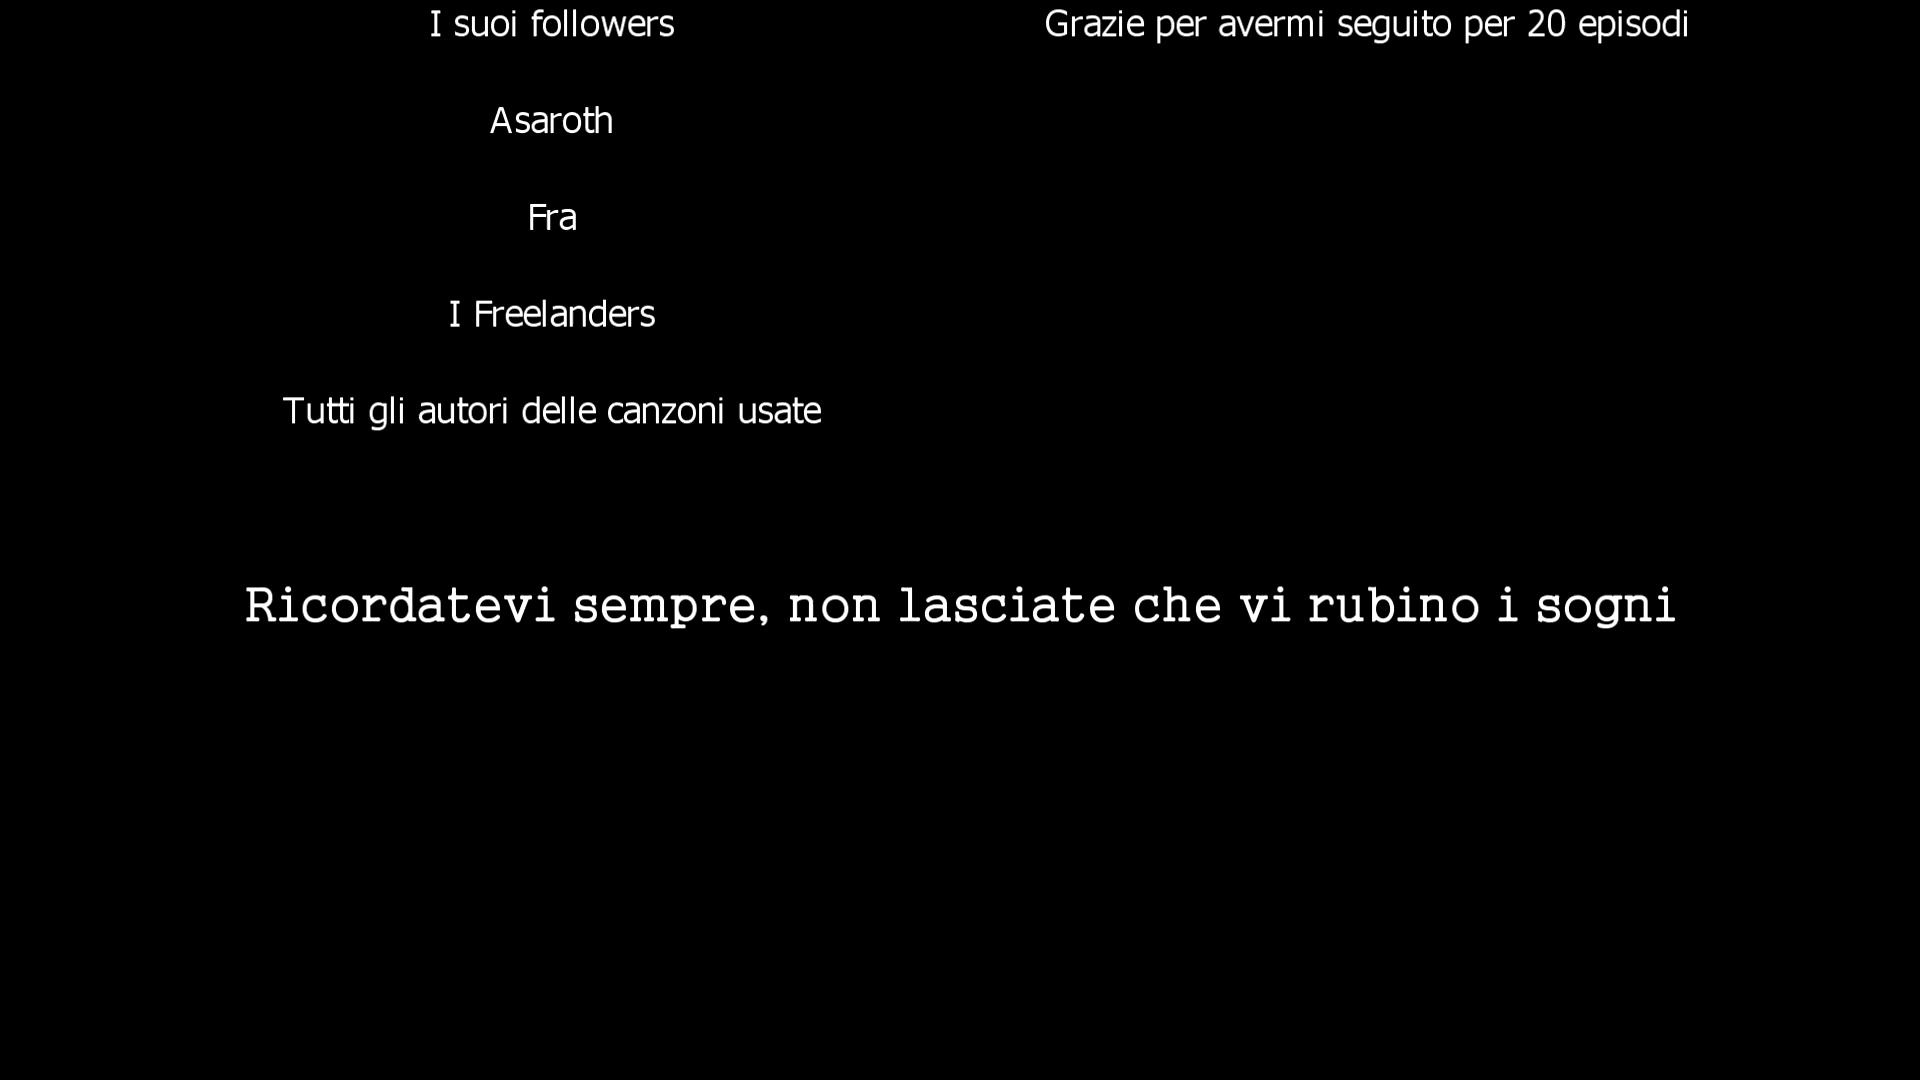 I suoi followers
Grazie per avermi seguito per 20 episodi
Asaroth
Fra
I Freelanders
Tutti gli autori delle canzoni usate
Ricordatevi sempre, non lasciate che vi rubino i sogni